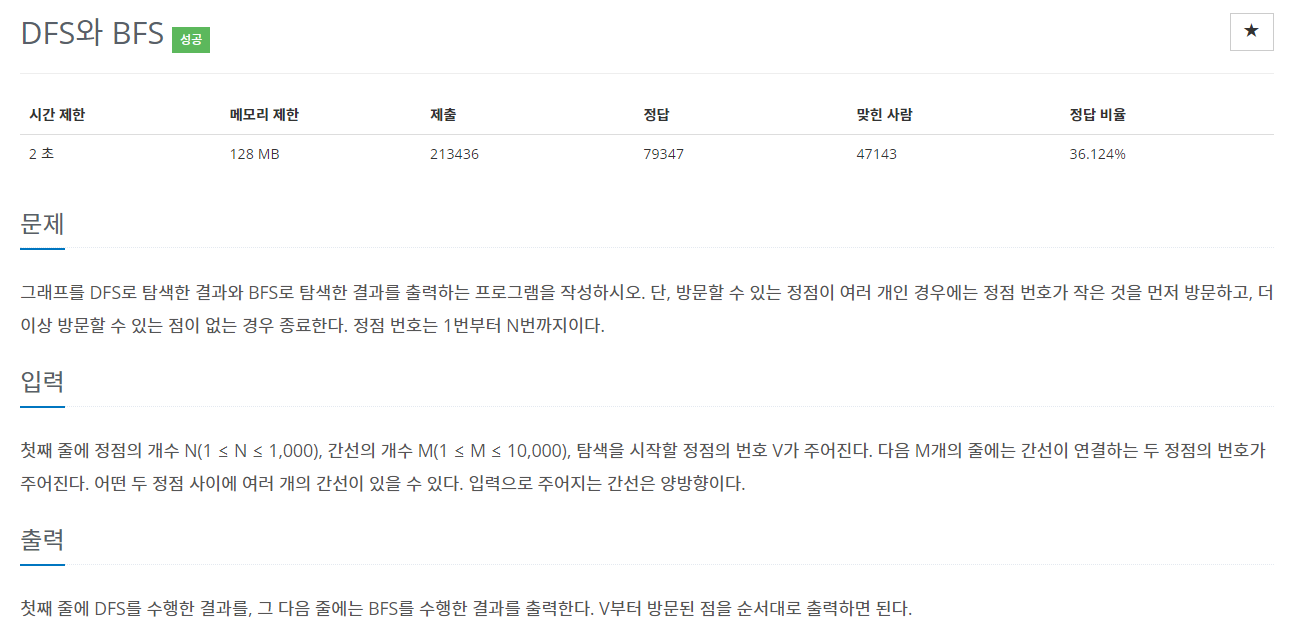 DFS와 BFS 성공
★
시간 제한 메모리 제한 제출 정답 맞힌 사람 정답 비율
2 초 128 MB 213436 79347 47143 36.124%
문제
그래프를 DFS로 탐색한 결과와 BFS로 탐색한 결과를 출력하는 프로그램을 작성하시오. 단, 방문할 수 있는 정점이 여러 개인 경우에는 정점 번호가 작은 것을 먼저 방문하고, 더
이상 방문할 수 있는 점이 없는 경우 종료한다. 정점 번호는 1번부터 N번까지이다.
입력
첫째 줄에 정점의 개수 N(1 ≤ N ≤ 1,000), 간선의 개수 M(1 ≤ M ≤ 10,000), 탐색을 시작할 정점의 번호 V가 주어진다. 다음 M개의 줄에는 간선이 연결하는 두 정점의 번호가
주어진다. 어떤 두 정점 사이에 여러 개의 간선이 있을 수 있다. 입력으로 주어지는 간선은 양방향이다.
출력
첫째 줄에 DFS를 수행한 결과를, 그 다음 줄에는 BFS를 수행한 결과를 출력한다. V부터 방문된 점을 순서대로 출력하면 된다.